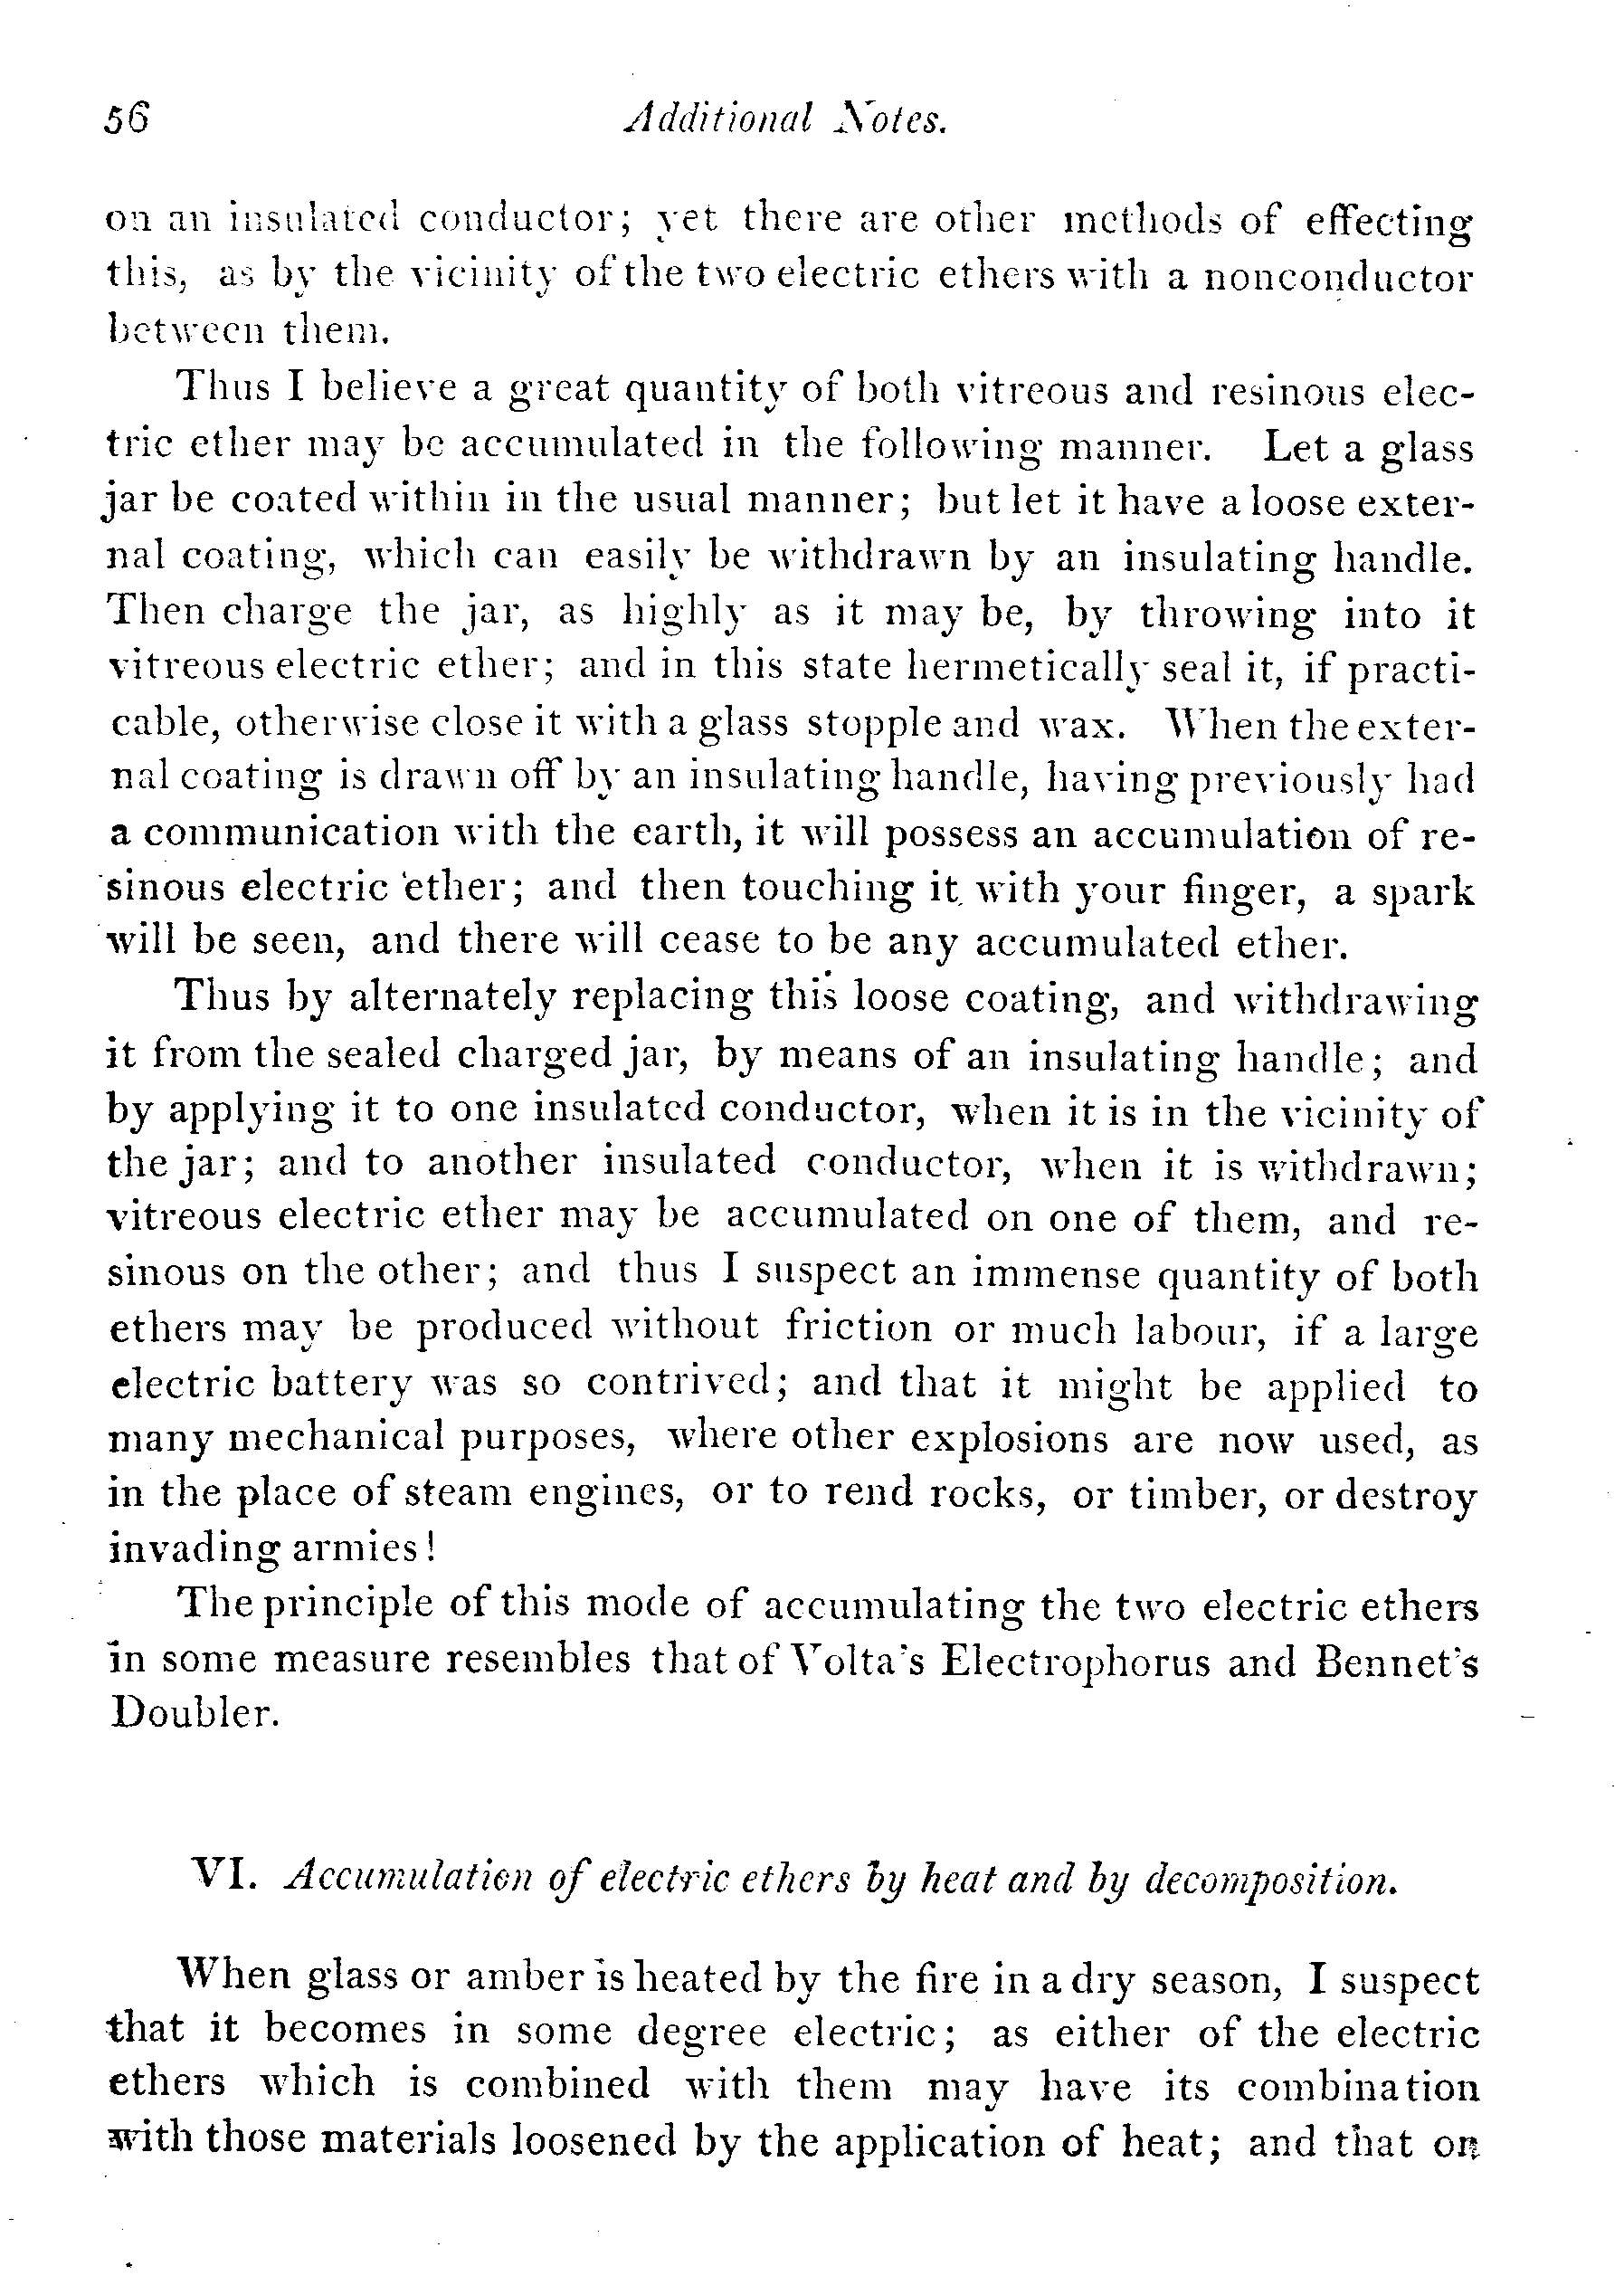 56 Additional Notes.
on an insulated conductor; yet there are other methods of effecting
this, as by the vicinity of the two electric ethers with a nonconductor
between them.
Thus I believe a great quantity of both vitreous and resinous elec-
tric ether may be accumulated in the following manner. Let a glass
jar be coated within in the usual manner; but let it have a loose exter-
nal coating, which can easily be withdrawn by an insulating handle.
Then charge the jar, as highly as it may be, by throwing into it
vitreous electric ether; and in this state hermetically seal it, if practi-
cable, otherwise close it with a glass stopple and wax. When the exter-
nal coating is drawn off by an insulating handle, having previously had
a communication with the earth, it will possess an accumulation of re-
sinous electric ether; and then touching it with your finger, a spark
will be seen, and there will cease to be any accumulated ether.
Thus by alternately replacing this loose coating, and withdrawing
it from the sealed charged jar, by means of an insulating handle; and
by applying it to one insulated conductor, when it is in the vicinity of
the jar; and to another insulated conductor, when it is withdrawn;
vitreous electric ether may be accumulated on one of them, and re-
sinous on the other; and thus I suspect an immense quantity of both
ethers may be produced without friction or much labour, if a large
electric battery was so contrived; and that it might be applied to
many mechanical purposes, where other explosions are now used, as
in the place of steam engines, or to rend rocks, or timber, or destroy
invading armies!
The principle of this mode of accumulating the two electric ethers
in some measure resembles that of Volta's Electrophorus and Bennet's
Doubler.
VI. Accumulation of electric ethers by heat and by decomposition.
When glass or amber is heated by the fire in a dry season, I suspect
that it becomes in some degree electric; as either of the electric
ethers which is combined with them may have its combination
with those materials loosened by the application of heat; and that on